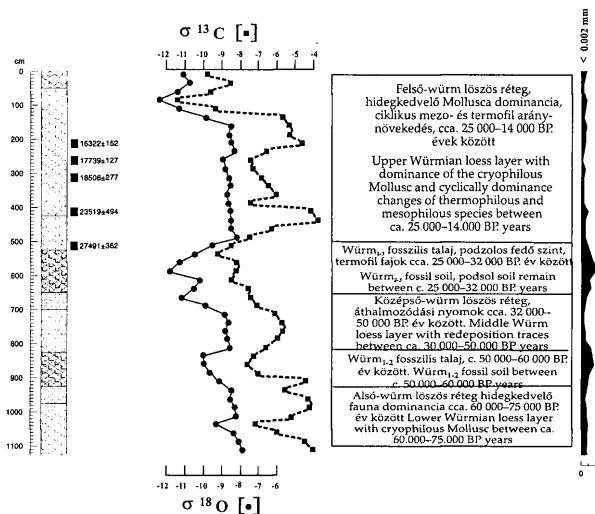 σ 13 C [■]
-12 -11 -10 -9 -8 -7 -6 -5 -4
< 0.002 mm
cm
0
100
200
300
400
500
600
700
800
900
1000
1100
16322±162
17739±127
18506±277
23519±494
27491±362
Felső-würm löszös réteg,
hidegkedvelő Mollusca dominancia,
ciklikus mezo- és termofil arány-
növekedés, cca. 25 000–14 000 BP.
évek között
Upper Würmian loess layer with
dominance of the cryophilous
Mollusc and cyclically dominance
changes of thermophilous and
mesophilous species between
ca. 25.000–14.000 BP. years
fosszilis talaj, podzolos fedő szint,
termofil fajok cca. 25 000–32 000 BP. év között
fossil soil, podsol soil remain
between c. 25 000–32 000 BP. years
Középső-würm löszös réteg,
áthalmozódási nyomok cca. 32 000–
50 000 BP. év között. Middle Würm
loess layer with redeposition traces
between ca. 30.000–50.000 BP. years
Würm1-2 fosszilis talaj, c. 50 000–60 000 BP.
év között. Würm1-2 fossil soil between
c. 50 000–60 000 BP. years
Alsó-würm löszös réteg hidegkedvelő
fauna dominancia cca. 60 000–75 000 BP.
év között Lower Würmian loess layer
with cryophilous Mollusc between ca.
60.000–75.000 BP. years
-12 -11 -10 -9 -8 -7 -6
σ 18 O [●]
0